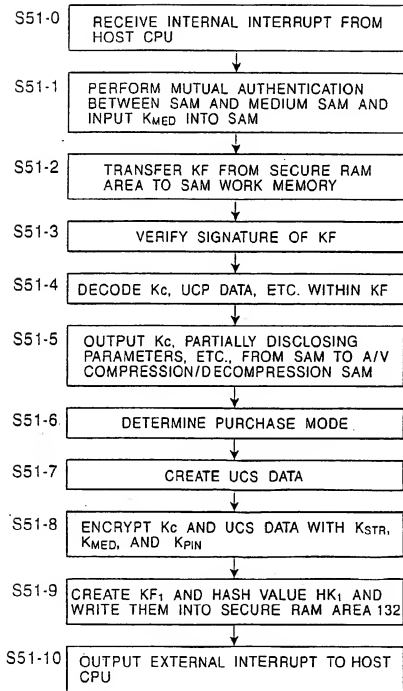 S51-0
RECEIVE INTERNAL INTERRUPT FROM
HOST CPU
S51-1
PERFORM MUTUAL AUTHENTICATION
BETWEEN SAM AND MEDIUM SAM AND
INPUT KMED INTO SAM
S51-2
TRANSFER KF FROM SECURE RAM
AREA TO SAM WORK MEMORY
S51-3
VERIFY SIGNATURE OF KF
S51-4
DECODE Kc, UCP DATA, ETC. WITHIN KF
S51-5
OUTPUT Kc, PARTIALLY DISCLOSING
PARAMETERS, ETC., FROM SAM TO A/V
COMPRESSION/DECOMPRESSION SAM
S51-6
DETERMINE PURCHASE MODE
S51-7
CREATE UCS DATA
S51-8
ENCRYPT Kc AND UCS DATA WITH KSTR,
KMED, AND KPIN
S51-9
CREATE KF1 AND HASH VALUE HK1 AND
WRITE THEM INTO SECURE RAM AREA 132
S51-10
OUTPUT EXTERNAL INTERRUPT TO HOST
CPU